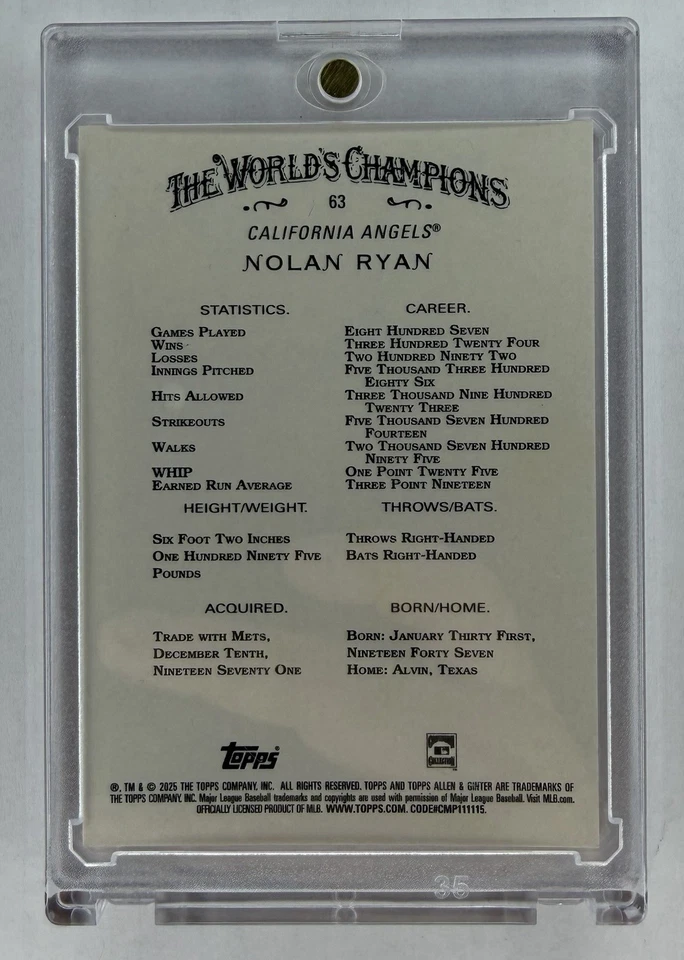 THE WORLD'S CHAMPIONS
63
CALIFORNIA ANGELS®
NOLAN RYAN
STATISTICS. CAREER.
GAMES PLAYED EIGHT HUNDRED SEVEN
WINS THREE HUNDRED TWENTY FOUR
LOSSES TWO HUNDRED NINETY TWO
INNINGS PITCHED FIVE THOUSAND THREE HUNDRED
EIGHTY SIX
HITS ALLOWED THREE THOUSAND NINE HUNDRED
TWENTY THREE
STRIKEOUTS FIVE THOUSAND SEVEN HUNDRED
FOURTEEN
WALKS TWO THOUSAND SEVEN HUNDRED
NINETY FIVE
WHIP ONE POINT TWENTY FIVE
EARNED RUN AVERAGE THREE POINT NINETEEN
HEIGHT/WEIGHT. THROWS/BATS.
SIX FOOT TWO INCHES THROWS RIGHT-HANDED
ONE HUNDRED NINETY FIVE BATS RIGHT-HANDED
POUNDS
ACQUIRED. BORN/HOME.
TRADE WITH METS, BORN: JANUARY THIRTY FIRST,
DECEMBER TENTH, NINETEEN FORTY SEVEN
NINETEEN SEVENTY ONE HOME: ALVIN, TEXAS
Topps COLLECTION
®, TM & © 2025 THE TOPPS COMPANY, INC. ALL RIGHTS RESERVED. TOPPS AND TOPPS ALLEN & GINTER ARE TRADEMARKS OF
THE TOPPS COMPANY, INC. Major League Baseball trademarks and copyrights are used with permission of Major League Baseball. Visit MLB.com.
OFFICIALLY LICENSED PRODUCT OF MLB. WWW.TOPPS.COM. CODE#CMP111115.
35